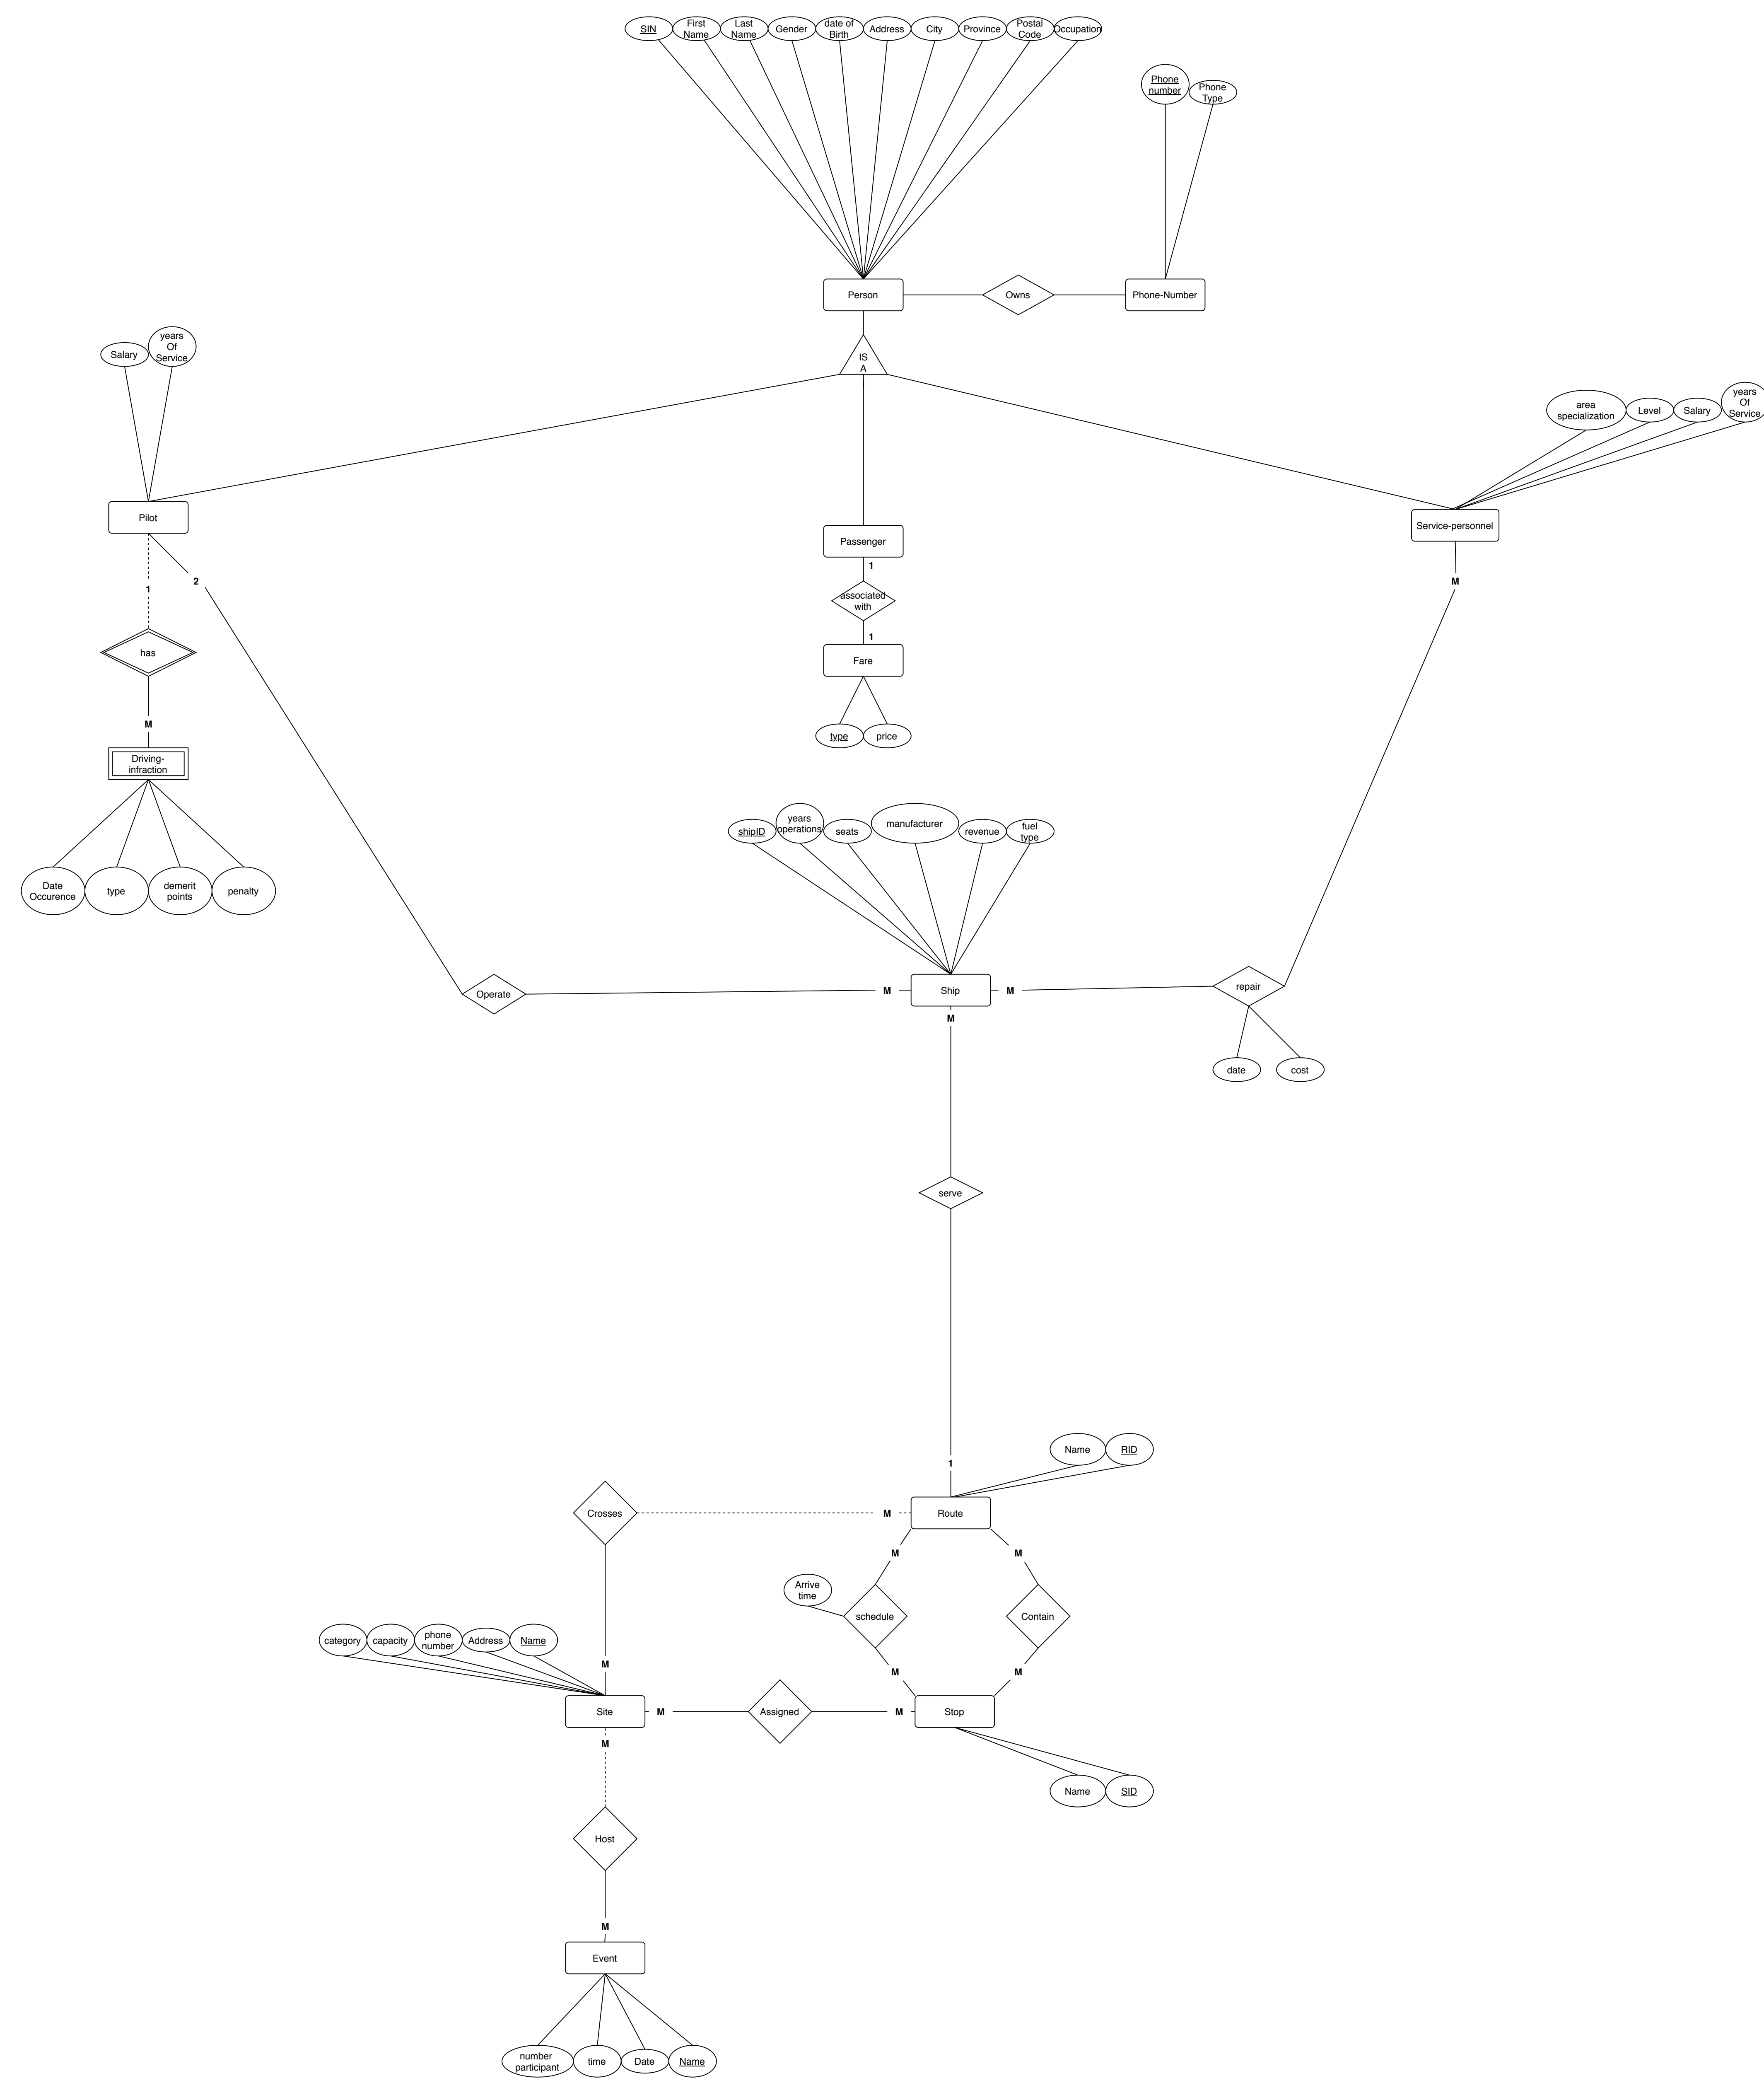 SIN
First
Name
Last
Name
Gender
date of
Birth
Address
City
Province
Postal
Code
Occupation
Phone
number
Phone
Type
Person
Owns
Phone-Number
IS
A
Salary
years
Of
Service
area
specialization
Level
Salary
years
Of
Service
Pilot
Passenger
Service-personnel
1
2
1
M
associated
with
1
has
Fare
M
type
price
Driving-
infraction
Date
Occurence
type
demerit
points
penalty
shipID
years
operations
seats
manufacturer
revenue
fuel
type
Operate
M
Ship
M
repair
M
date
cost
serve
1
Name
RID
Crosses
M
Route
M
M
Arrive
time
schedule
Contain
category
capacity
phone
number
Address
Name
M
M
M
Site
M
Assigned
M
Stop
M
Name
SID
Host
M
Event
number
participant
time
Date
Name